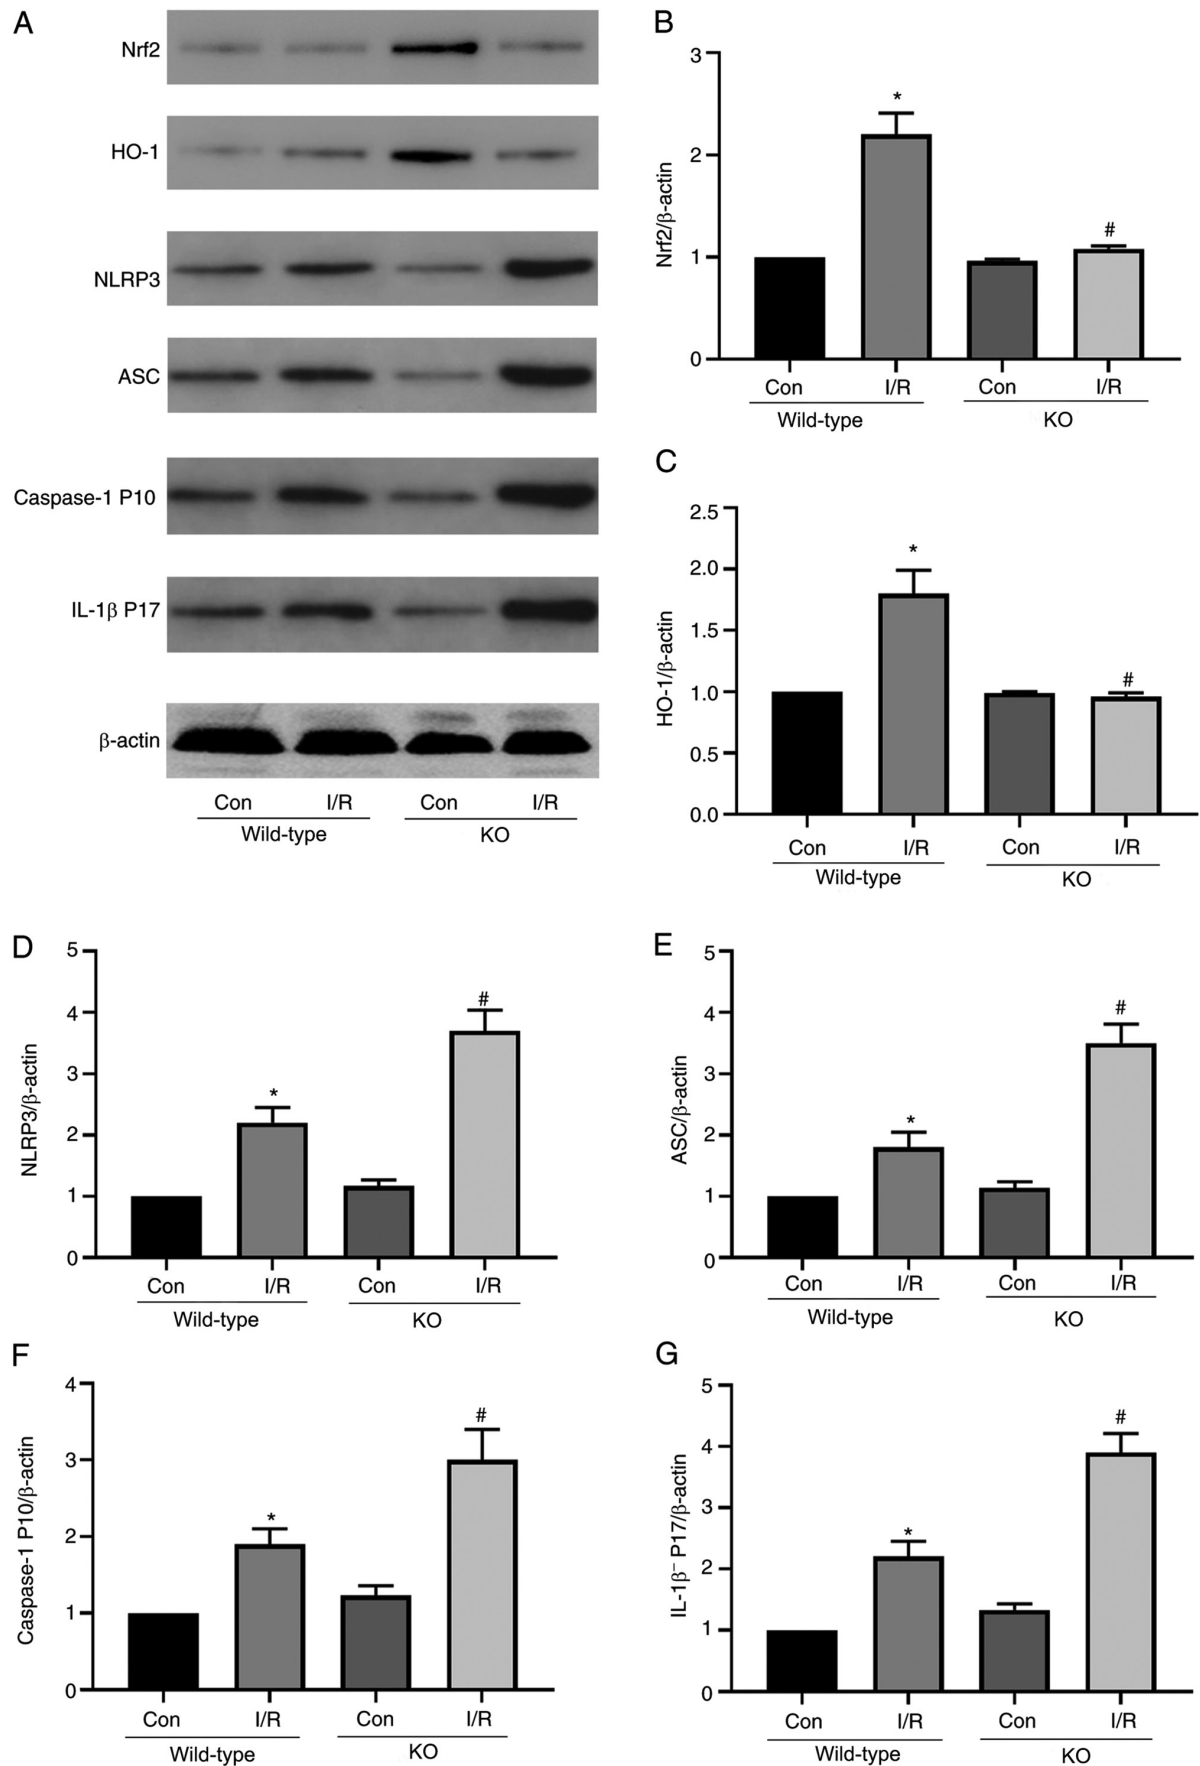 A
Nrf2
HO-1
NLRP3
ASC
Caspase-1 P10
IL-1β P17
β-actin
Con I/R Con I/R
Wild-type KO
B
Nrf2/β-actin
3
2
1
0
*
#
Con I/R Con I/R
Wild-type KO
C
HO-1/β-actin
2.5
2.0
1.5
1.0
0.5
0.0
*
#
Con I/R Con I/R
Wild-type KO
D
NLRP3/β-actin
5
4
3
2
1
0
*
#
Con I/R Con I/R
Wild-type KO
E
ASC/β-actin
5
4
3
2
1
0
*
#
Con I/R Con I/R
Wild-type KO
F
Caspase-1 P10/β-actin
4
3
2
1
0
*
#
Con I/R Con I/R
Wild-type KO
G
IL-1β⁻ P17/β-actin
5
4
3
2
1
0
*
#
Con I/R Con I/R
Wild-type KO